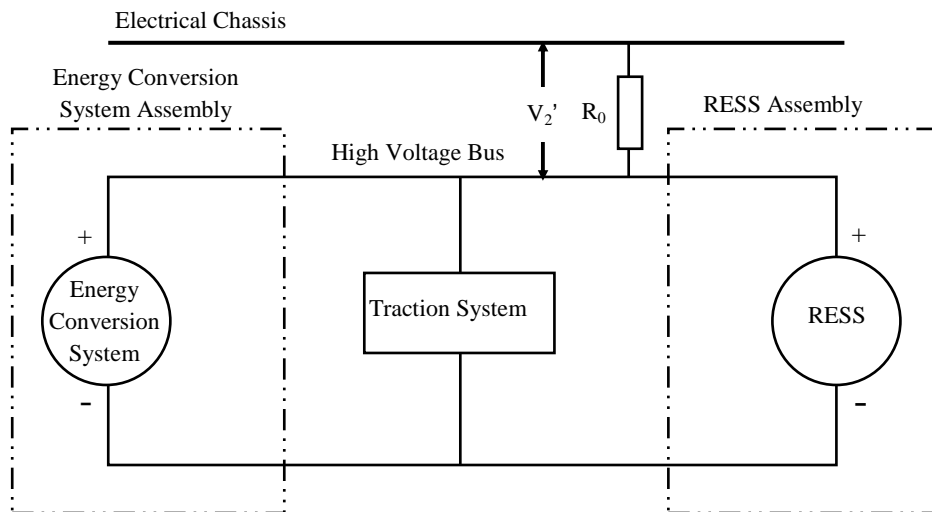 Electrical Chassis
Energy Conversion
System Assembly
V2’
R0
RESS Assembly
High Voltage Bus
+
+
Energy
Conversion
System
Traction System
RESS
-
-